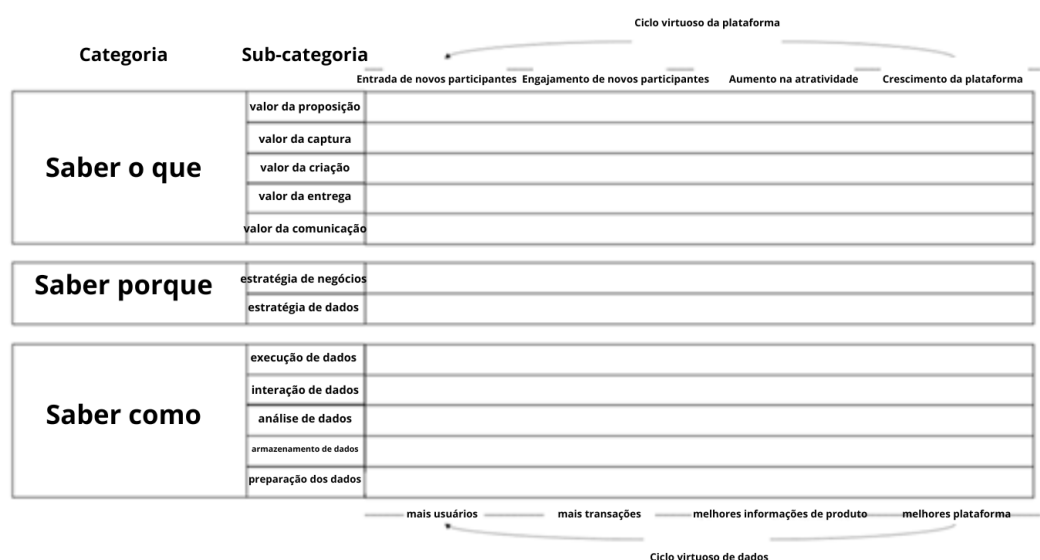 Ciclo virtuoso da plataforma
Categoria
Sub-categoria
Entrada de novos participantes
Engajamento de novos participantes
Aumento na atratividade
Crescimento da plataforma
Saber o que
valor da proposição
valor da captura
valor da criação
valor da entrega
valor da comunicação
Saber porque
estratégia de negócios
estratégia de dados
Saber como
execução de dados
interação de dados
análise de dados
armazenamento de dados
preparação dos dados
mais usuários
mais transações
melhores informações de produto
melhores plataforma
Ciclo virtuoso de dados